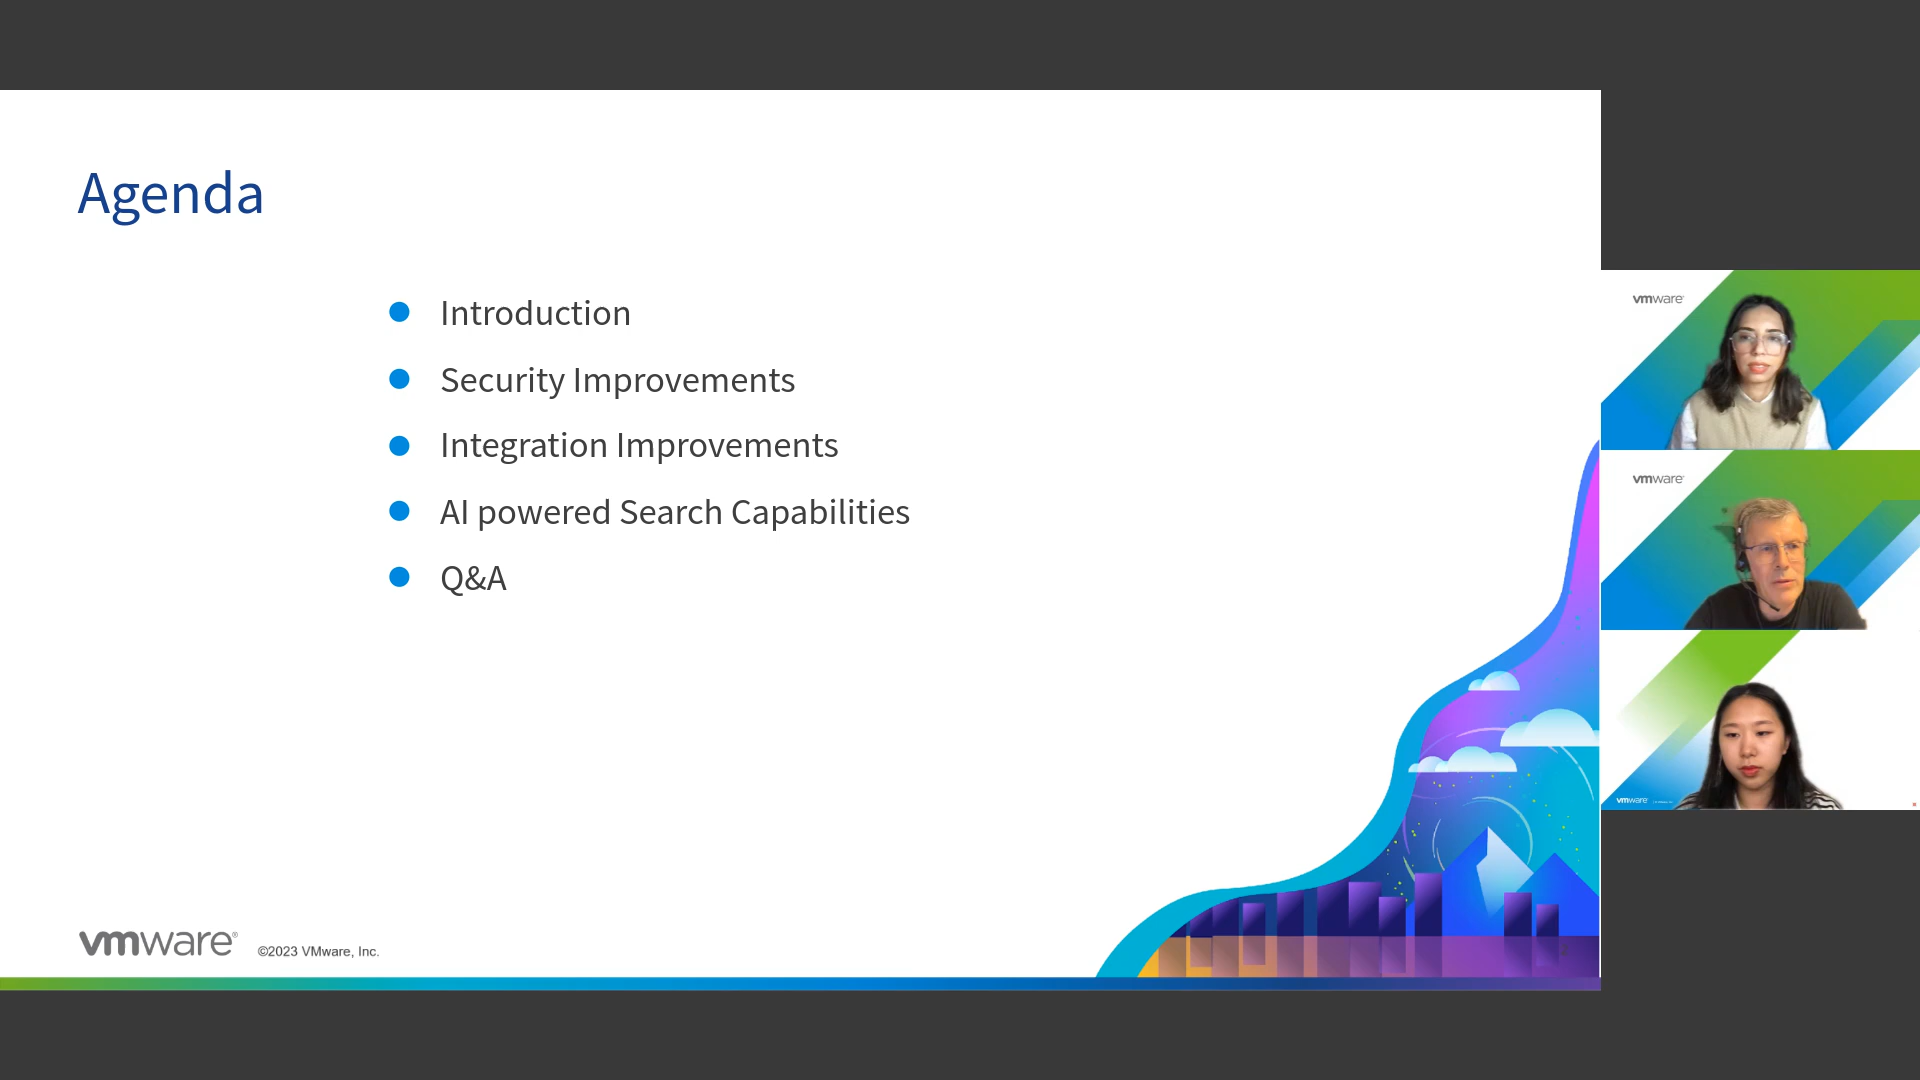 Agenda
Introduction
Security Improvements
Integration Improvements
AI powered Search Capabilities
Q&A
vmware®
©2023 VMware, Inc.
vmware
vmware
vmware